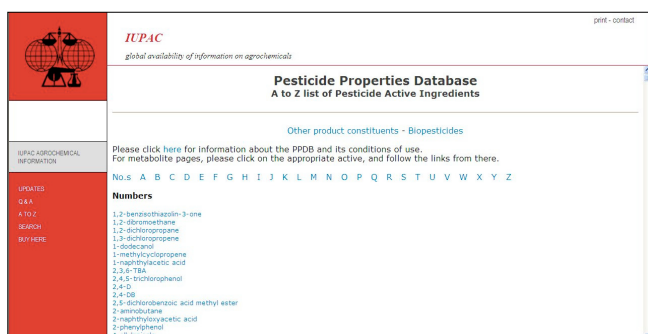 print - contact
IUPAC
global availability of information on agrochemicals
Pesticide Properties Database
A to Z list of Pesticide Active Ingredients
Other product constituents - Biopesticides
IUPAC AGROCHEMICAL
INFORMATION
Please click here for information about the PPDB and its conditions of use.
For metabolite pages, please click on the appropriate active, and follow the links from there.
No.s A B C D E F G H I J K L M N O P Q R S T U V W X Y Z
UPDATES
Q & A
A TO Z
SEARCH
BUY HERE
Numbers
1,2-benzisothiazolin-3-one
1,2-dibromoethane
1,2-dichloropropane
1,3-dichloropropene
1-dodecanol
1-methylcyclopropene
1-naphthylacetic acid
2,3,6-TBA
2,4,5-trichlorophenol
2,4-D
2,4-DB
2,5-dichlorobenzoic acid methyl ester
2-aminobutane
2-naphthyloxyacetic acid
2-phenylphenol